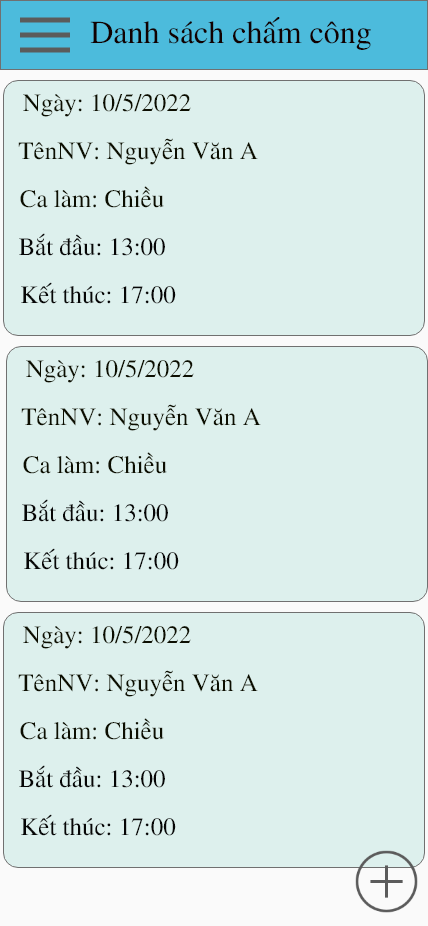 Danh sách chấm công
Ngày: 10/5/2022
TênNV: Nguyễn Văn A
Ca làm: Chiều
Bắt đầu: 13:00
Kết thúc: 17:00
Ngày: 10/5/2022
TênNV: Nguyễn Văn A
Ca làm: Chiều
Bắt đầu: 13:00
Kết thúc: 17:00
Ngày: 10/5/2022
TênNV: Nguyễn Văn A
Ca làm: Chiều
Bắt đầu: 13:00
Kết thúc: 17:00